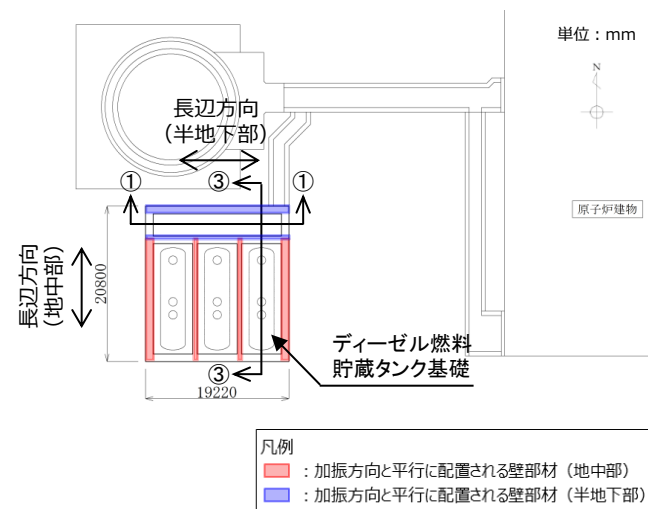 単位：mm
N
長辺方向
（半地下部）
③
①
①
原子炉建物
長辺方向
（地中部）
20800
ディーゼル燃料
貯蔵タンク基礎
③
19220
凡例
：加振方向と平行に配置される壁部材（地中部）
：加振方向と平行に配置される壁部材（半地下部）